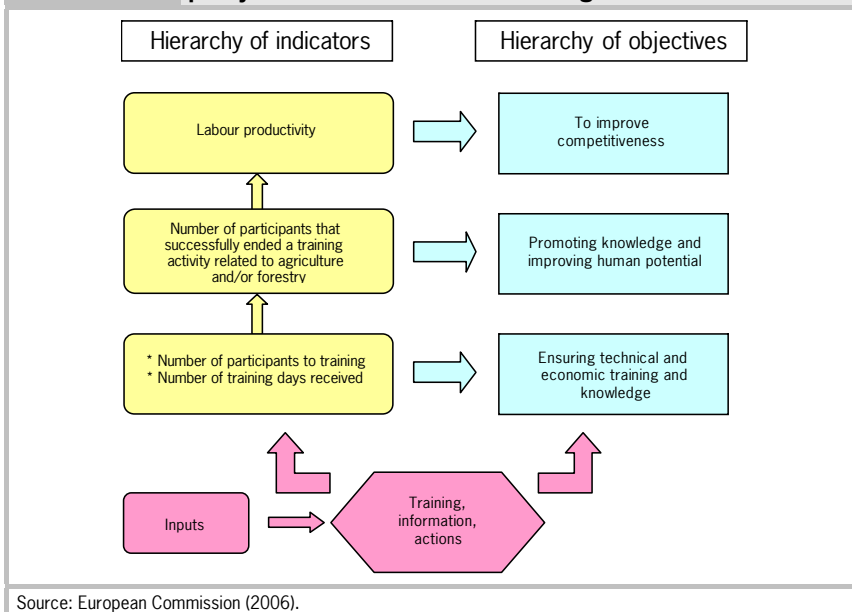 Hierarchy of indicators
Hierarchy of objectives
Labour productivity
To improve
competitiveness
Number of participants that
successfully ended a training
activity related to agriculture
and/or forestry
Promoting knowledge and
improving human potential
* Number of participants to training
* Number of training days received
Ensuring technical and
economic training and
knowledge
Inputs
Training,
information,
actions
Source: European Commission (2006).